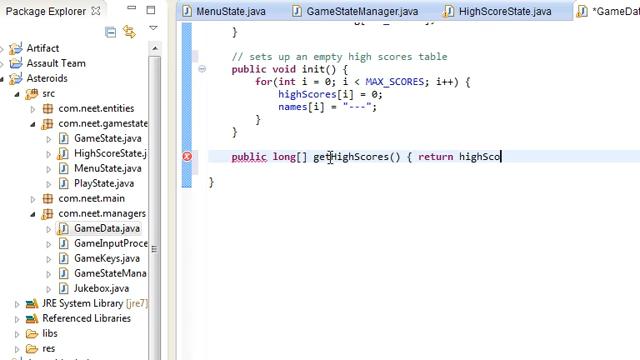 Package Explorer
Artifact
Assault Team
Asteroids
src
com.neet.entities
com.neet.gamestate
GameState.java
HighScoreState.j
MenuState.java
PlayState.java
com.neet.main
com.neet.managers
GameData.java
GameInputProce
GameKeys.java
GameStateMana
Jukebox.java
JRE System Library [jre7]
Referenced Libraries
libs
res
MenuState.java
GameStateManager.java
HighScoreState.java
*GameDa
}
// sets up an empty high scores table
public void init() {
for(int i = 0; i < MAX_SCORES; i++) {
highScores[i] = 0;
names[i] = "---";
}
}
public long[] getHighScores() { return highSco
}